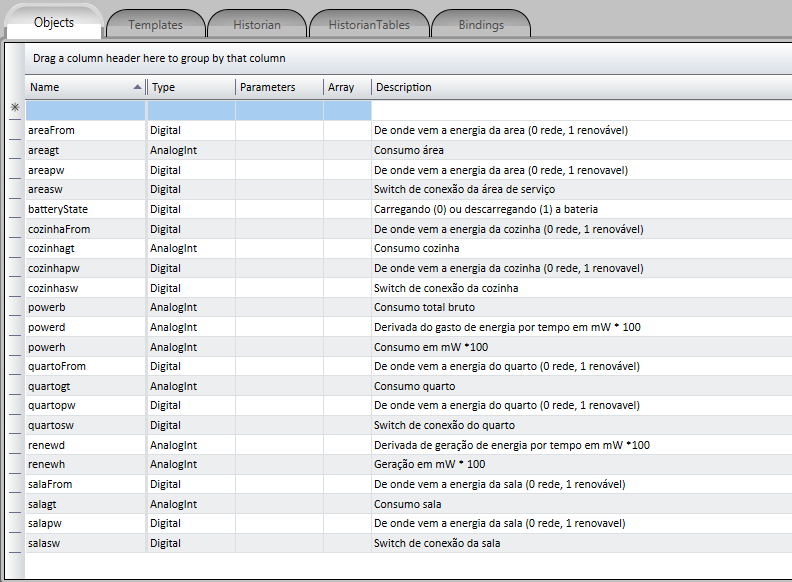 Objects Templates Historian HistorianTables Bindings
Drag a column header here to group by that column
Name Type Parameters Array Description
areaFrom Digital De onde vem a energia da area (0 rede, 1 renovável)
areagt AnalogInt Consumo área
areapw Digital De onde vem a energia da area (0 rede, 1 renovavel)
areasw Digital Switch de conexão da área de serviço
batteryState Digital Carregando (0) ou descarregando (1) a bateria
cozinhaFrom Digital De onde vem a energia da cozinha (0 rede, 1 renovável)
cozinhagt AnalogInt Consumo cozinha
cozinhapw Digital De onde vem a energia da cozinha (0 rede, 1 renovavel)
cozinhasw Digital Switch de conexão da cozinha
powerb AnalogInt Consumo total bruto
powerd AnalogInt Derivada do gasto de energia por tempo em mW * 100
powerh AnalogInt Consumo em mW *100
quartoFrom Digital De onde vem a energia do quarto (0 rede, 1 renovável)
quartogt AnalogInt Consumo quarto
quartopw Digital De onde vem a energia do quarto (0 rede, 1 renovavel)
quartosw Digital Switch de conexão do quarto
renewd AnalogInt Derivada de geração de energia por tempo em mW *100
renewh AnalogInt Geração em mW * 100
salaFrom Digital De onde vem a energia da sala (0 rede, 1 renovável)
salagt AnalogInt Consumo sala
salapw Digital De onde vem a energia da sala (0 rede, 1 renovavel)
salasw Digital Switch de conexão da sala